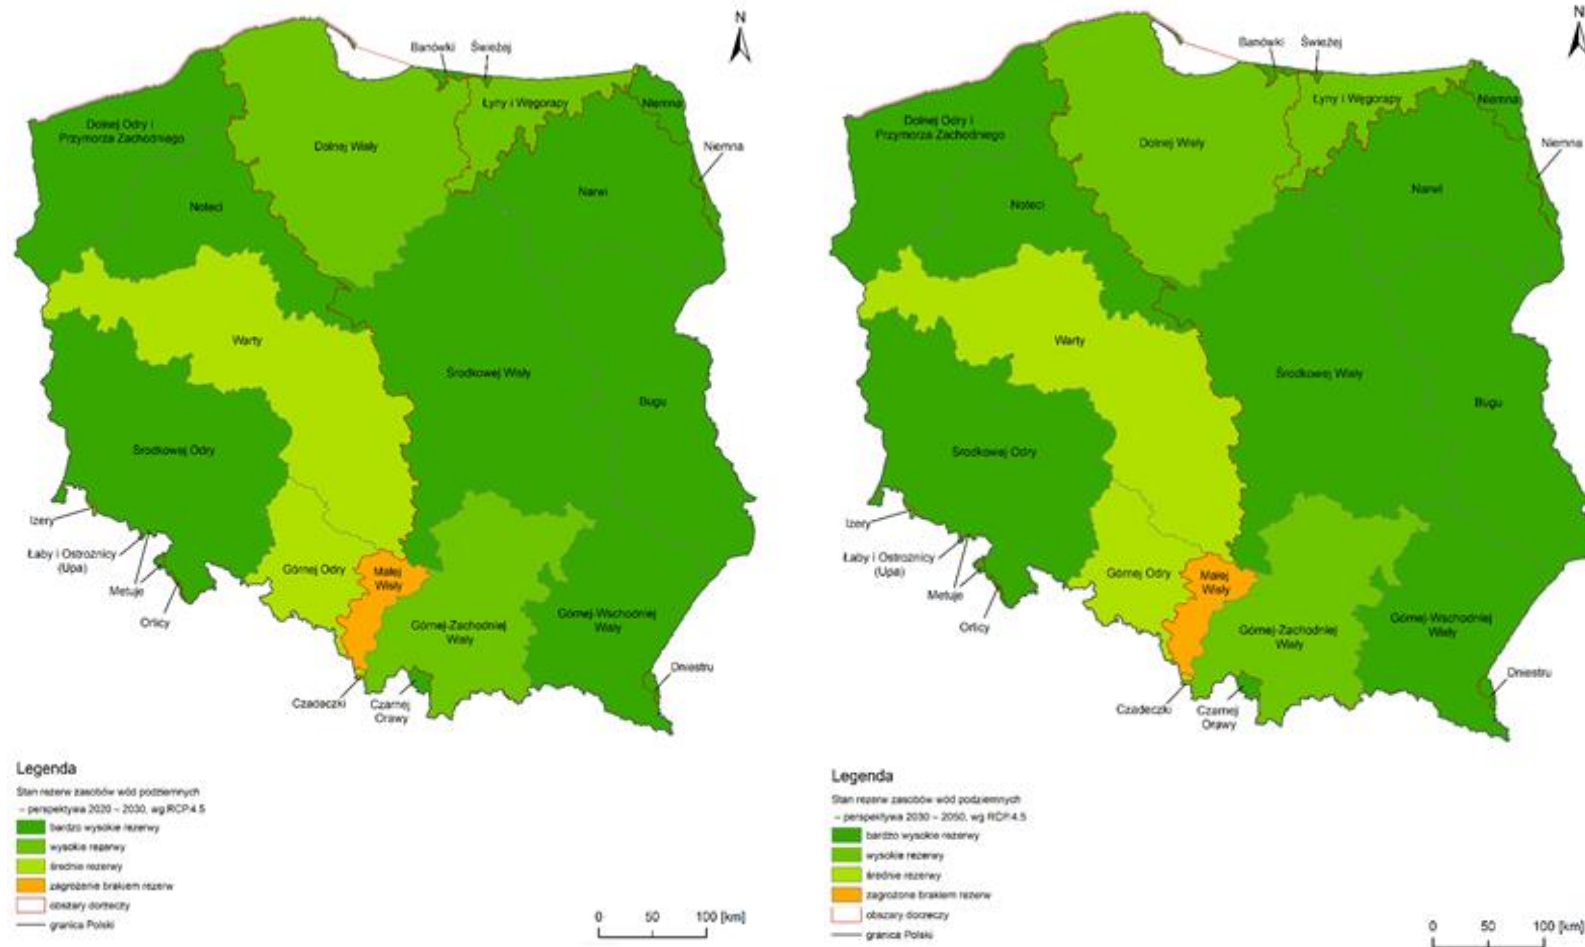 N
Banówki Świeżej
Łyny i Węgorapy
Niemna
Dolnej Odry i
Przymorza Zachodniego
Dolnej Wisły
Niemna
Narwi
Noteci
Warty
Środkowej Wisły
Bugu
Środkowej Odry
Izery
Łaby i Ostrożnicy
(Upa)
Metuje
Orlicy
Górnej Odry
Małej
Wisły
Górnej-Zachodniej
Wisły
Górnej-Wschodniej
Wisły
Dniestru
Czadeczki
Czarnej
Orawy
Legenda
Stan rezerw zasobów wód podziemnych
– perspektywa 2020 – 2030, wg RCP4.5
bardzo wysokie rezerwy
wysokie rezerwy
średnie rezerwy
zagrożenie brakiem rezerw
obszary dorzeczy
granica Polski
0 50 100 [km]
N
Banówki Świeżej
Łyny i Węgorapy
Niemna
Dolnej Odry i
Przymorza Zachodniego
Dolnej Wisły
Niemna
Narwi
Noteci
Warty
Środkowej Wisły
Bugu
Środkowej Odry
Izery
Łaby i Ostrożnicy
(Upa)
Metuje
Orlicy
Górnej Odry
Małej
Wisły
Górnej-Zachodniej
Wisły
Górnej-Wschodniej
Wisły
Dniestru
Czadeczki
Czarnej
Orawy
Legenda
Stan rezerw zasobów wód podziemnych
– perspektywa 2030 – 2050, wg RCP4.5
bardzo wysokie rezerwy
wysokie rezerwy
średnie rezerwy
zagrożone brakiem rezerw
obszary dorzeczy
granica Polski
0 50 100 [km]